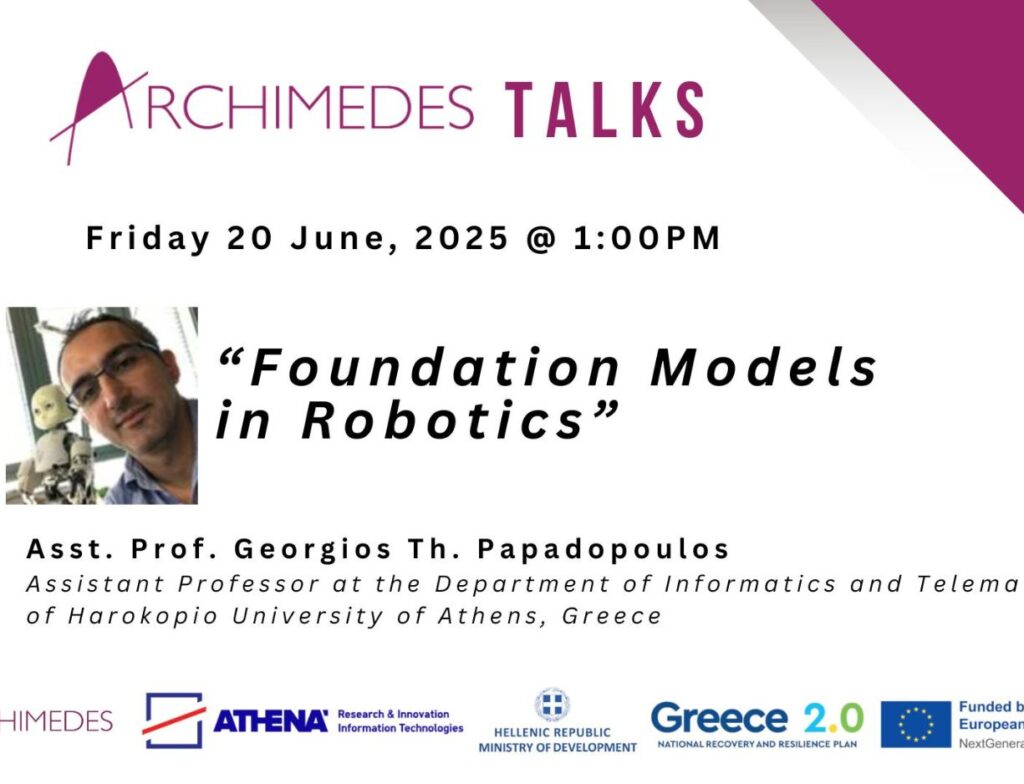 ARCHIMEDES TALKS
Friday 20 June, 2025 @ 1:00PM
“Foundation Models
in Robotics”
Asst. Prof. Georgios Th. Papadopoulos
Assistant Professor at the Department of Informatics and Telema
of Harokopio University of Athens, Greece
HIMEDES
ATHENA
Research & Innovation
Information Technologies
HELLENIC REPUBLIC
MINISTRY OF DEVELOPMENT
Greece 2.0
NATIONAL RECOVERY AND RESILIENCE PLAN
Funded b
European
NextGenera